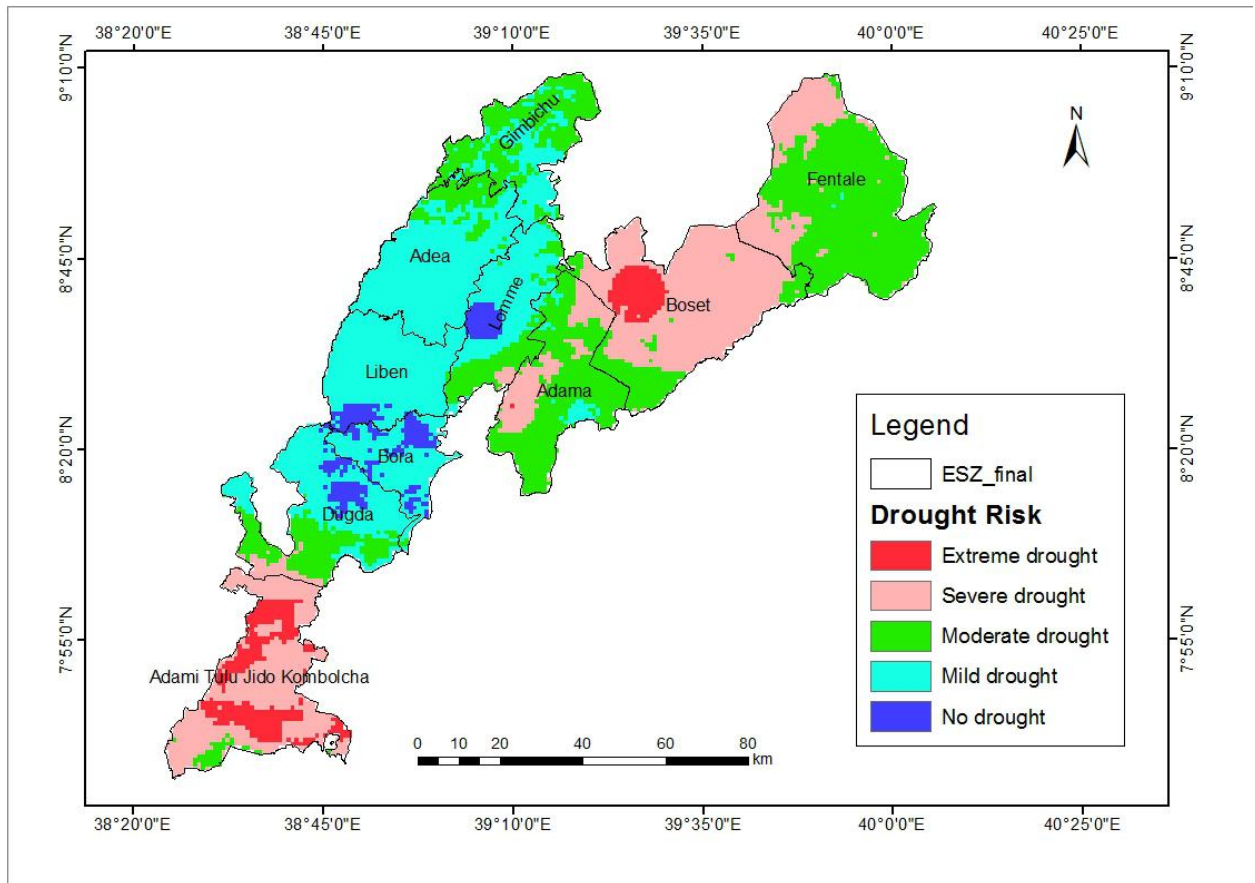 38°20'0"E 38°45'0"E 39°10'0"E 39°35'0"E 40°0'0"E 40°25'0"E
9°10'0"N
9°10'0"N
N
Gimbichu
Fentale
8°45'0"N
Adea
8°45'0"N
Lomme
Boset
Liben
Adama
Legend
8°20'0"N
Bora
8°20'0"N
ESZ_final
Dugda
Drought Risk
Extreme drought
Severe drought
7°55'0"N
Moderate drought
7°55'0"N
Adami Tulu Jido Kombolcha
Mild drought
No drought
0 10 20 40 60 80
km
38°20'0"E 38°45'0"E 39°10'0"E 39°35'0"E 40°0'0"E 40°25'0"E